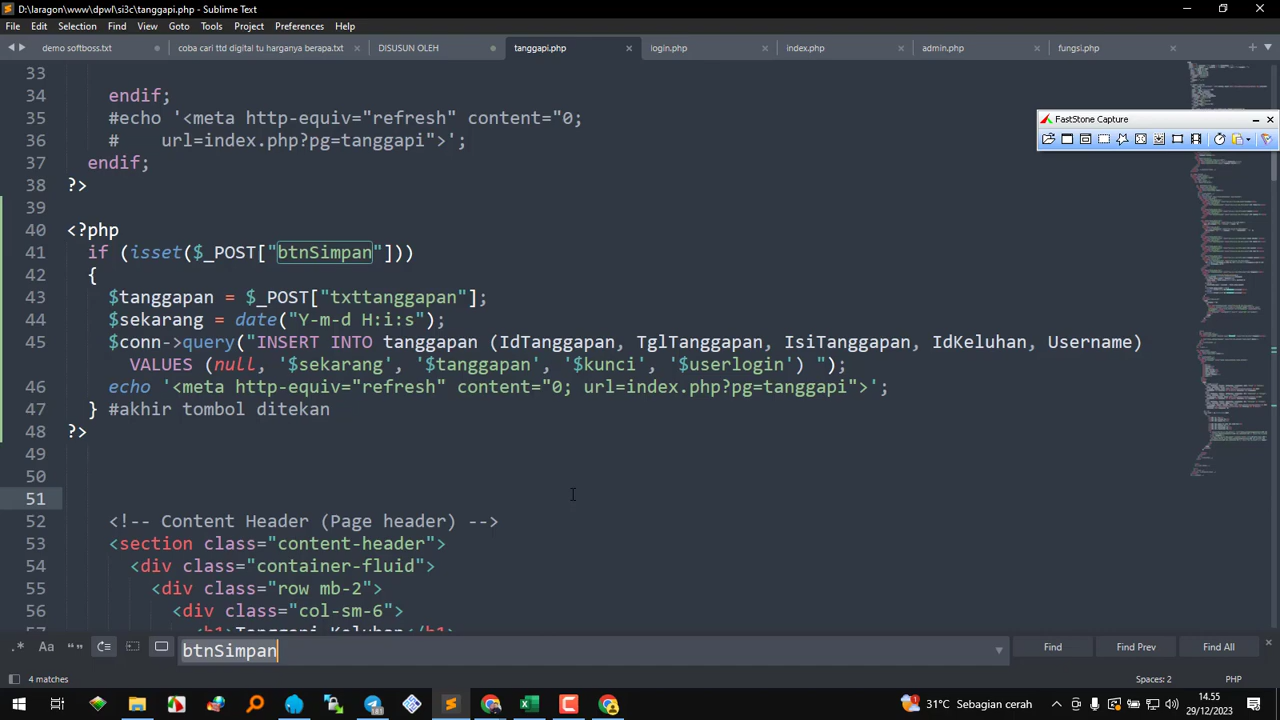 D:\laragon\www\dpwl\si3c\tanggapi.php - Sublime Text
File Edit Selection Find View Goto Tools Project Preferences Help
demo softboss.txt
coba cari ttd digital tu harganya berapa.txt
DISUSUN OLEH
tanggapi.php
login.php
index.php
admin.php
fungsi.php
FastStone Capture
33
34 endif;
35 #echo '<meta http-equiv="refresh" content="0;
36 # url=index.php?pg=tanggapi">';
37 endif;
38 ?>
39
40 <?php
41 if (isset($_POST["btnSimpan"]))
42 {
43 $tanggapan = $_POST["txttanggapan"];
44 $sekarang = date("Y-m-d H:i:s");
45 $conn->query("INSERT INTO tanggapan (IdTanggapan, TglTanggapan, IsiTanggapan, IdKeluhan, Username)
VALUES (null, '$sekarang', '$tanggapan', '$kunci', '$userlogin') ");
46 echo '<meta http-equiv="refresh" content="0; url=index.php?pg=tanggapi">';
47 } #akhir tombol ditekan
48 ?>
49
50
51
52 <!-- Content Header (Page header) -->
53 <section class="content-header">
54 <div class="container-fluid">
55 <div class="row mb-2">
56 <div class="col-sm-6">
57 <h1>Tanggapi Keluhan</h1>
.* Aa “” btnSimpan Find Find Prev Find All
4 matches Spaces: 2 PHP
31°C Sebagian cerah
14.55
29/12/2023